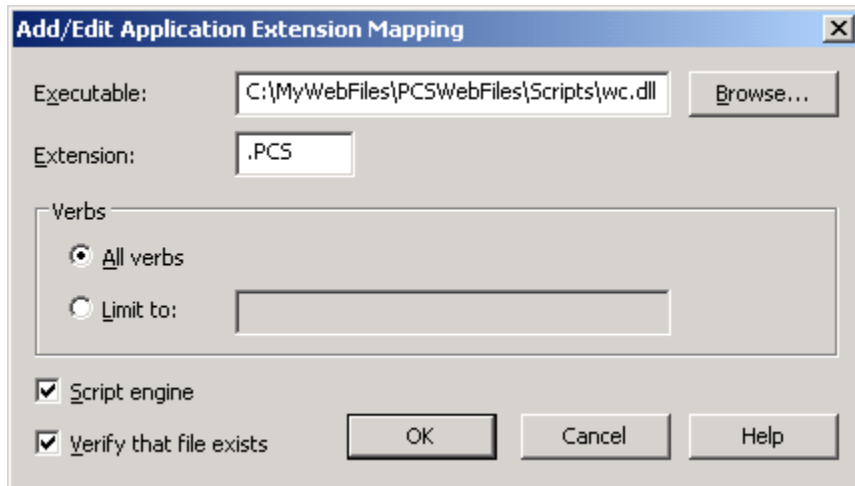 Add/Edit Application Extension Mapping
Executable: C:\MyWebFiles\PCSWebFiles\Scripts\wc.dll Browse...
Extension: .PCS
Verbs
All verbs
Limit to:
Script engine
Verify that file exists OK Cancel Help